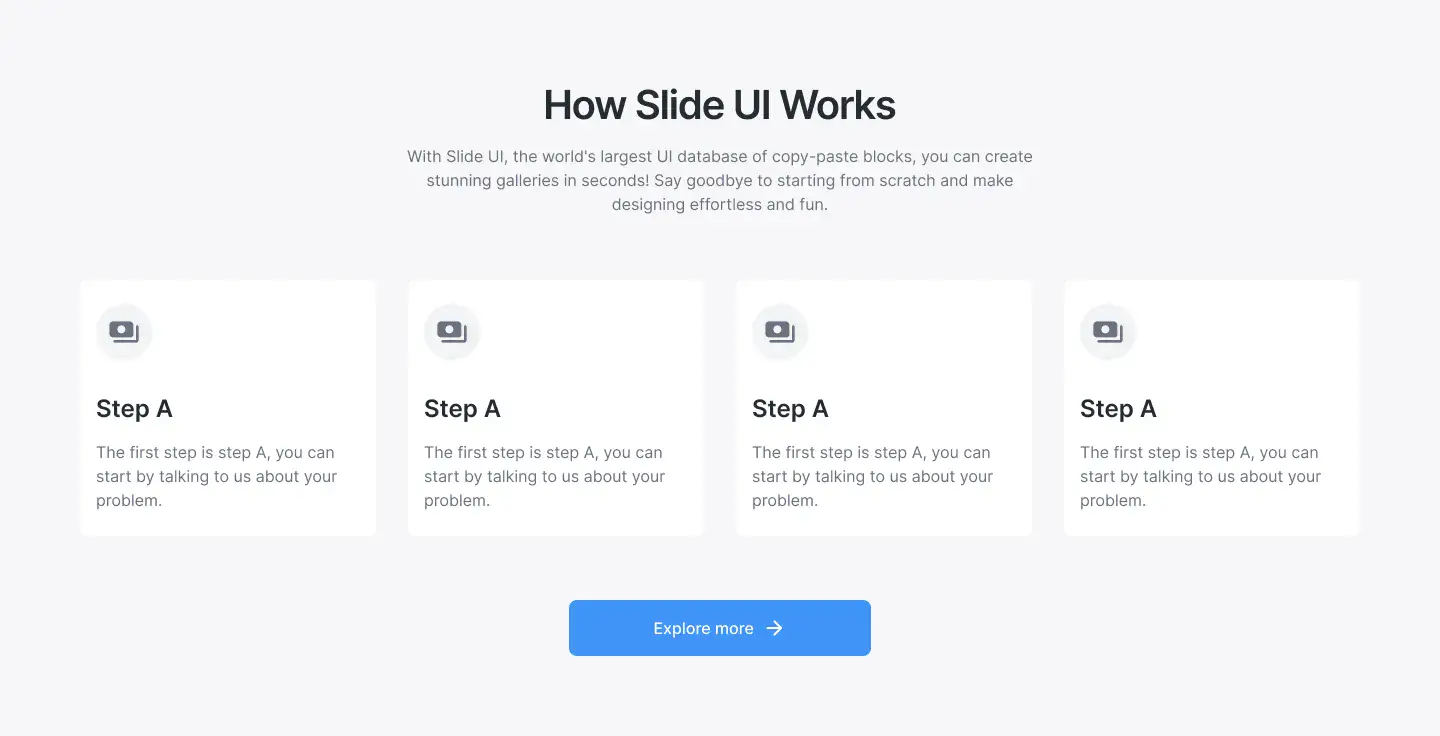 How Slide UI Works
With Slide UI, the world's largest UI database of copy-paste blocks, you can create
stunning galleries in seconds! Say goodbye to starting from scratch and make
designing effortless and fun.
Step A
The first step is step A, you can
start by talking to us about your
problem.
Step A
The first step is step A, you can
start by talking to us about your
problem.
Step A
The first step is step A, you can
start by talking to us about your
problem.
Step A
The first step is step A, you can
start by talking to us about your
problem.
Explore more